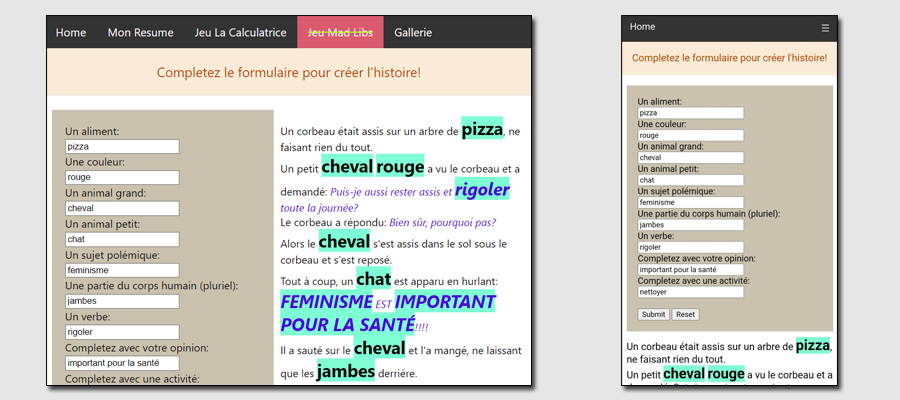 Home Mon Resume Jeu La Calculatrice Jeu Mad Libs Gallerie
Completez le formulaire pour créer l'histoire!
Un aliment:
pizza
Une couleur:
rouge
Un animal grand:
cheval
Un animal petit:
chat
Un sujet polémique:
feminisme
Une partie du corps humain (pluriel):
jambes
Un verbe:
rigoler
Completez avec votre opinion:
important pour la santé
Completez avec une activité:
Un corbeau était assis sur un arbre de pizza, ne
faisant rien du tout.
Un petit cheval rouge a vu le corbeau et a
demandé: Puis-je aussi rester assis et rigoler
toute la journée?
Le corbeau a répondu: Bien sûr, pourquoi pas?
Alors le cheval s'est assis dans le sol sous le
corbeau et s'est reposé.
Tout à coup, un chat est apparu en hurlant:
FEMINISME EST IMPORTANT
POUR LA SANTÉ!!!!
Il a sauté sur le cheval et l'a mangé, ne laissant
que les jambes derrière.
Home ☰
Completez le formulaire pour créer l'histoire!
Un aliment:
pizza
Une couleur:
rouge
Un animal grand:
cheval
Un animal petit:
chat
Un sujet polémique:
feminisme
Une partie du corps humain (pluriel):
jambes
Un verbe:
rigoler
Completez avec votre opinion:
important pour la santé
Completez avec une activité:
nettoyer
Submit Reset
Un corbeau était assis sur un arbre de pizza,
ne faisant rien du tout.
Un petit cheval rouge a vu le corbeau et a